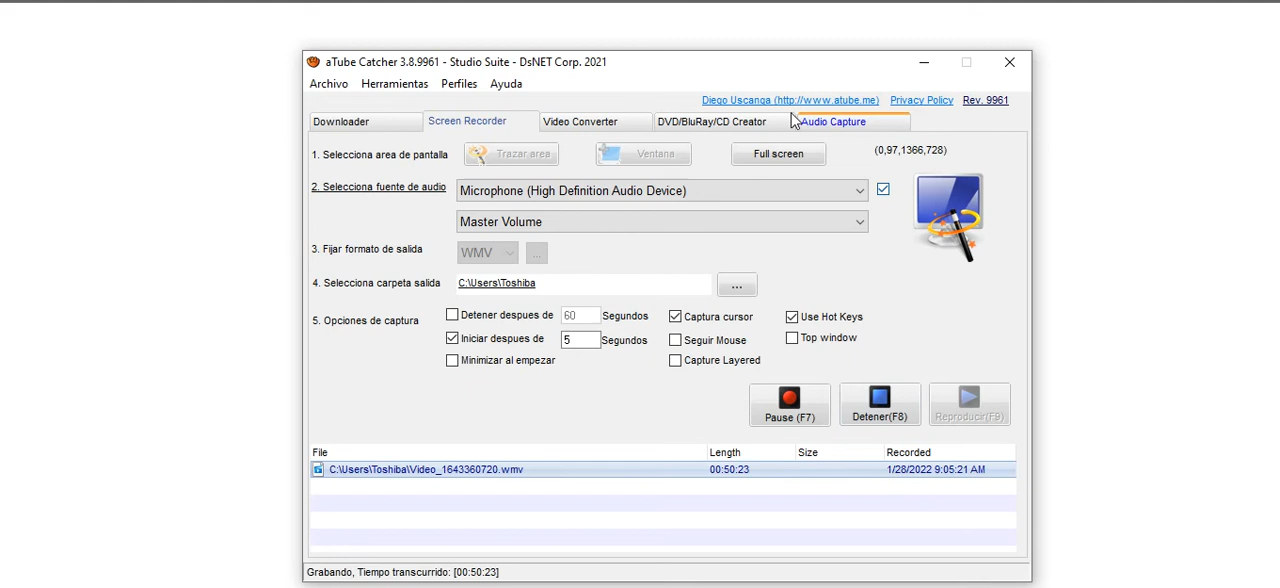 aTube Catcher 3.8.9961 - Studio Suite - DsNET Corp. 2021
Archivo Herramientas Perfiles Ayuda
Diego Uscanga (http://www.atube.me) Privacy Policy Rev. 9961
Downloader Screen Recorder Video Converter DVD/BluRay/CD Creator Audio Capture
1. Selecciona area de pantalla Trazar area Ventana Full screen (0,97,1366,728)
2. Selecciona fuente de audio Microphone (High Definition Audio Device)
Master Volume
3. Fijar formato de salida WMV ...
4. Selecciona carpeta salida C:\Users\Toshiba ...
5. Opciones de captura Detener despues de 60 Segundos Captura cursor Use Hot Keys
Iniciar despues de 5 Segundos Seguir Mouse Top window
Minimizar al empezar Capture Layered
Pause (F7) Detener(F8) Reproducir(F9)
File Length Size Recorded
C:\Users\Toshiba\Video_1643360720.wmv 00:50:23 1/28/2022 9:05:21 AM
Grabando, Tiempo transcurrido: [00:50:23]